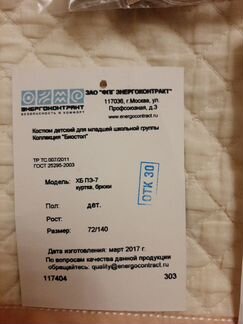 ЭНЕРГОКОНТРАКТ
БЕЗОПАСНОСТЬ И КОМФОРТ
ЗАО "ФПГ ЭНЕРГОКОНТРАКТ"
117036, г.Москва, ул.
Профсоюзная, д.3
www.energocontract.ru
Костюм детский для младшей школьной группы
Коллекция "Биостоп"
ТР ТС 007/2011
ГОСТ 25295-2003
Модель: ХБ ПЭ-7
куртка, брюки
Пол: дет.
Рост:
Размер: 72/140
ОТК 30
Дата изготовления: март 2017 г.
По вопросам качества данной продукции
обращайтесь: quality@energocontract.ru
117404 303